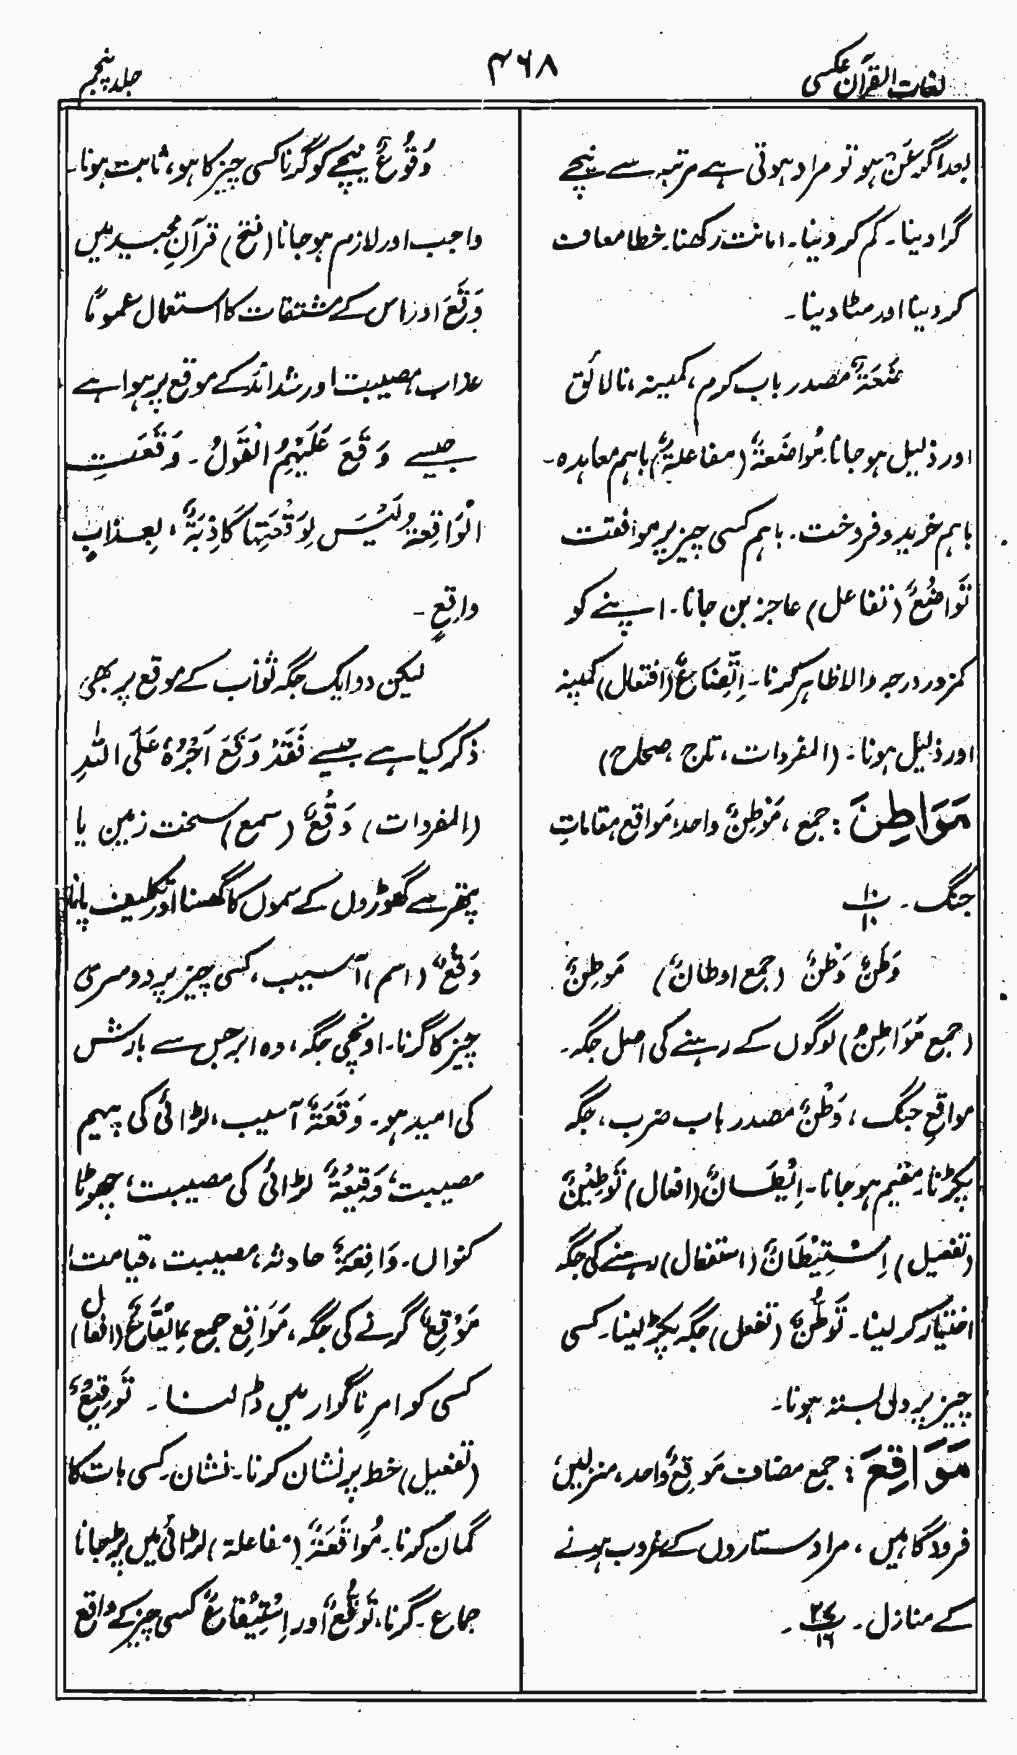 لغات القرآن عکسی
۴۶۸
جلد پنجم
بعد اگر عَنْ ہو تو مراد ہوتی ہے مرتبہ سے نیچے
گرا دینا۔ کم کر دینا۔ امانت رکھنا۔ خطا معاف
کر دینا اور مٹا دینا۔
ضَعَۃٌ مصدر باب کرم، کمینہ، نالائق
اور ذلیل ہو جانا۔ مُوَاضَعَۃٌ (مفاعلۃ) باہم معاہدہ۔
باہم خرید و فروخت۔ باہم کسی چیز پر موافقت
تَوَاضُعٌ (تفاعل) عاجز بن جانا۔ اپنے کو
کمزور درجہ والا ظاہر کرنا۔ اِتِّضَاعٌ (افتعال) کمینہ
اور ذلیل ہونا۔ (المفردات، تاج، صحاح)
مَوَاطِنَ: جمع، مَوْطِنٌ واحد، مَواقع مقاماتِ
جنگ۔ ۱۰/۱۰
وَطَنٌ وَطْنٌ (جمع اوطانٌ) مَوطِنٌ
(جمع مَوَاطِن) لوگوں کے رہنے کی اصل جگہ۔
مواقعِ جنگ، وَطْنٌ مصدر باب ضرب، جگہ
پکڑنا۔ مقیم ہو جانا۔ اِیْطَانٌ (افعال) تَوْطِیْنٌ
(تفعیل) اِسْتِیْطَانٌ (استفعال) رہنے کی جگہ
اختیار کر لینا۔ تَوَطُّنٌ (تفعل) جگہ پکڑ لینا۔ کسی
چیز پر دل بستہ ہونا۔
مَوَاقِعَ: جمع مضاف مَوقِعٌ واحد، منزلیں
فرودگاہیں، مراد ستاروں کے غروب ہونے
کے منازل۔ ۲۷/۱۶۔
وُقُوْعٌ نیچے کو گرنا کسی چیز کا ہو، ثابت ہونا۔
واجب اور لازم ہو جانا (فتح) قرآنِ مجید میں
وَقَعَ اور اس کے مشتقات کا استعمال عموماً
عذاب، مصیبت اور شدائد کے موقع پر ہوا ہے
جیسے وَقَعَ عَلَیْہِمُ الْقَوْلُ۔ وَقَعَتِ
الْوَاقِعَۃُ لَیْسَ لِوَقْعَتِہَا کَاذِبَۃٌ، بِعذابٍ
واقِعٍ۔
لیکن دو ایک جگہ ثواب کے موقع پر بھی
ذکر کیا ہے جیسے فَقَدْ وَقَعَ اَجْرُہٗ عَلَی اللّٰہِ
(المفردات) وَقْعٌ (سمع) سخت زمین یا
پتھر سے گھوڑوں کے سموں کا گھسنا اور تکلیف پانا
وَقْعٌ (اسم) آسیب، کسی چیز پر دوسری
چیز کا گرنا۔ اونچی جگہ، وہ ابر جس سے بارش
کی امید ہو۔ وَقْعَۃٌ آسیب، لڑائی کی پیہم
مصیبت، وَقِیْعَۃٌ لڑائی کی مصیبت، چھوٹا
کنواں۔ وَاقِعَۃٌ حادثہ، مصیبت، قیامت
مَوْقِعٌ گرنے کی جگہ، مَوَاقِع جمع اِیْقَاعٌ (افعال)
کسی کو امرِ ناگوار میں ڈالنا۔ تَوْقِیْعٌ
(تفعیل) خط پر نشان کرنا۔ نشان۔ کسی بات کا
گمان کرنا۔ مُوَاقَعَۃٌ (مفاعلۃ) لڑائی میں پڑ جانا
جماع۔ گرنا، تَوَقُّعٌ اور اِسْتِیْقَاعٌ کسی چیز کے واقع